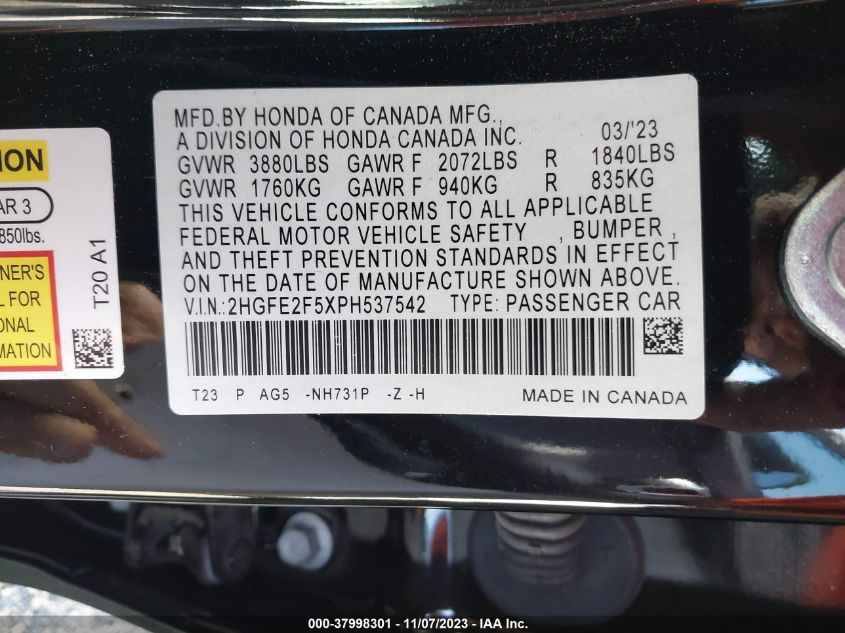 MFD.BY HONDA OF CANADA MFG.,
A DIVISION OF HONDA CANADA INC. 03/'23
GVWR 3880LBS GAWR F 2072LBS R 1840LBS
GVWR 1760KG GAWR F 940KG R 835KG
THIS VEHICLE CONFORMS TO ALL APPLICABLE
FEDERAL MOTOR VEHICLE SAFETY , BUMPER ,
AND THEFT PREVENTION STANDARDS IN EFFECT
ON THE DATE OF MANUFACTURE SHOWN ABOVE.
V.I.N.:2HGFE2F5XPH537542 TYPE: PASSENGER CAR
T23 P AG5 -NH731P -Z -H MADE IN CANADA
ION
AR 3
850lbs.
NER'S
L FOR
ONAL
MATION
T20 A1
000-37998301 - 11/07/2023 - IAA Inc.